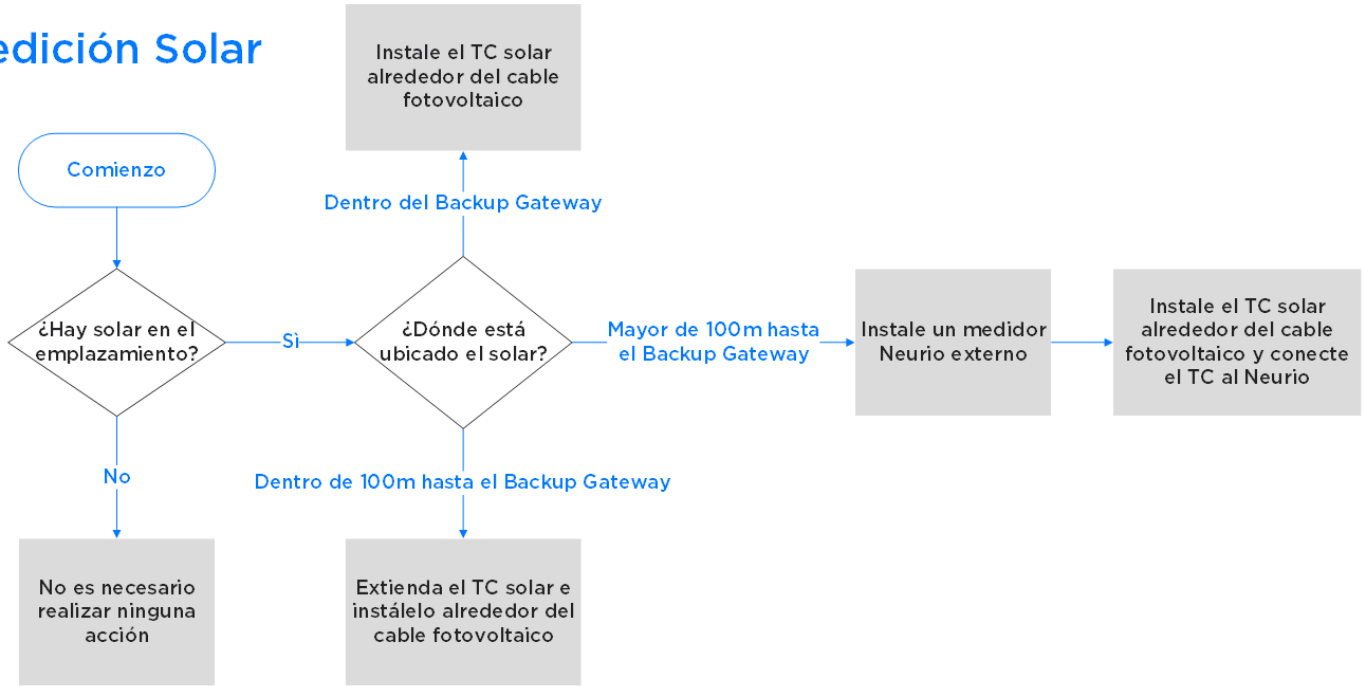 edición Solar
Comienzo
¿Hay solar en el
emplazamiento?
No
No es necesario
realizar ninguna
acción
Sì
¿Dónde está
ubicado el solar?
Dentro del Backup Gateway
Instale el TC solar
alrededor del cable
fotovoltaico
Dentro de 100m hasta el Backup Gateway
Extienda el TC solar e
instálelo alrededor del
cable fotovoltaico
Mayor de 100m hasta
el Backup Gateway
Instale un medidor
Neurio externo
Instale el TC solar
alrededor del cable
fotovoltaico y conecte
el TC al Neurio